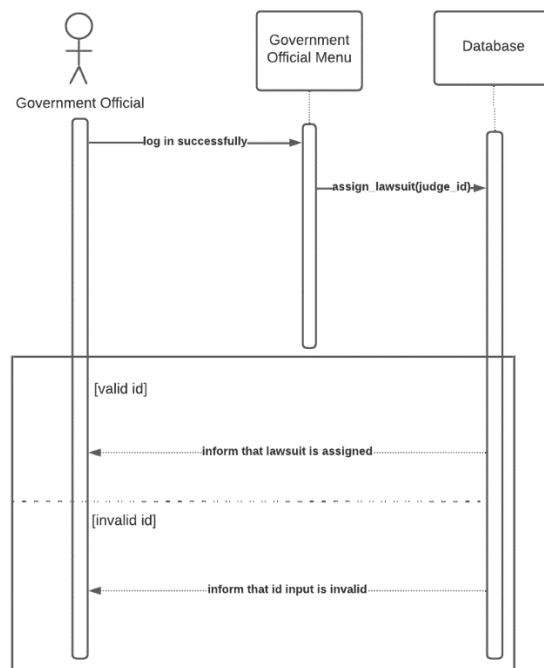 Government
Official Menu
Database
Government Official
log in successfully
assign_lawsuit(judge_id)
[valid id]
inform that lawsuit is assigned
[invalid id]
inform that id input is invalid